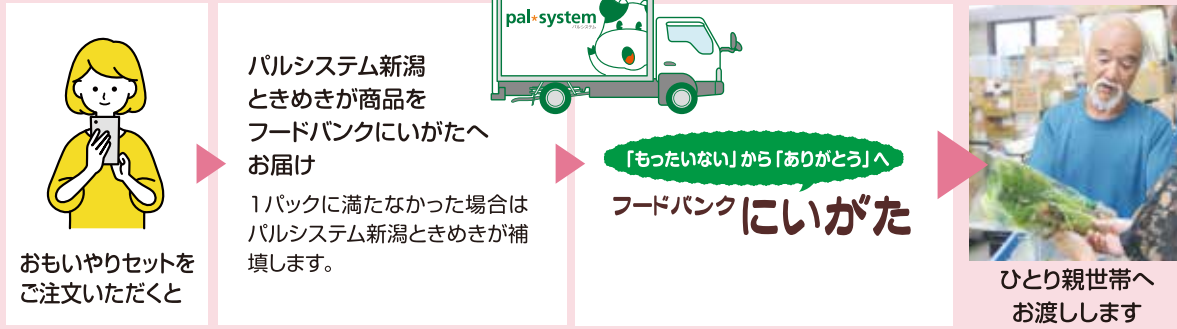 おもいやりセットを
ご注文いただくと
パルシステム新潟
ときめきが商品を
フードバンクにいがたへ
お届け
1パックに満たなかった場合は
パルシステム新潟ときめきが補
填します。
pal*system
パルシステム
「もったいない」から「ありがとう」へ
フードバンク にいがた
ひとり親世帯へ
お渡しします